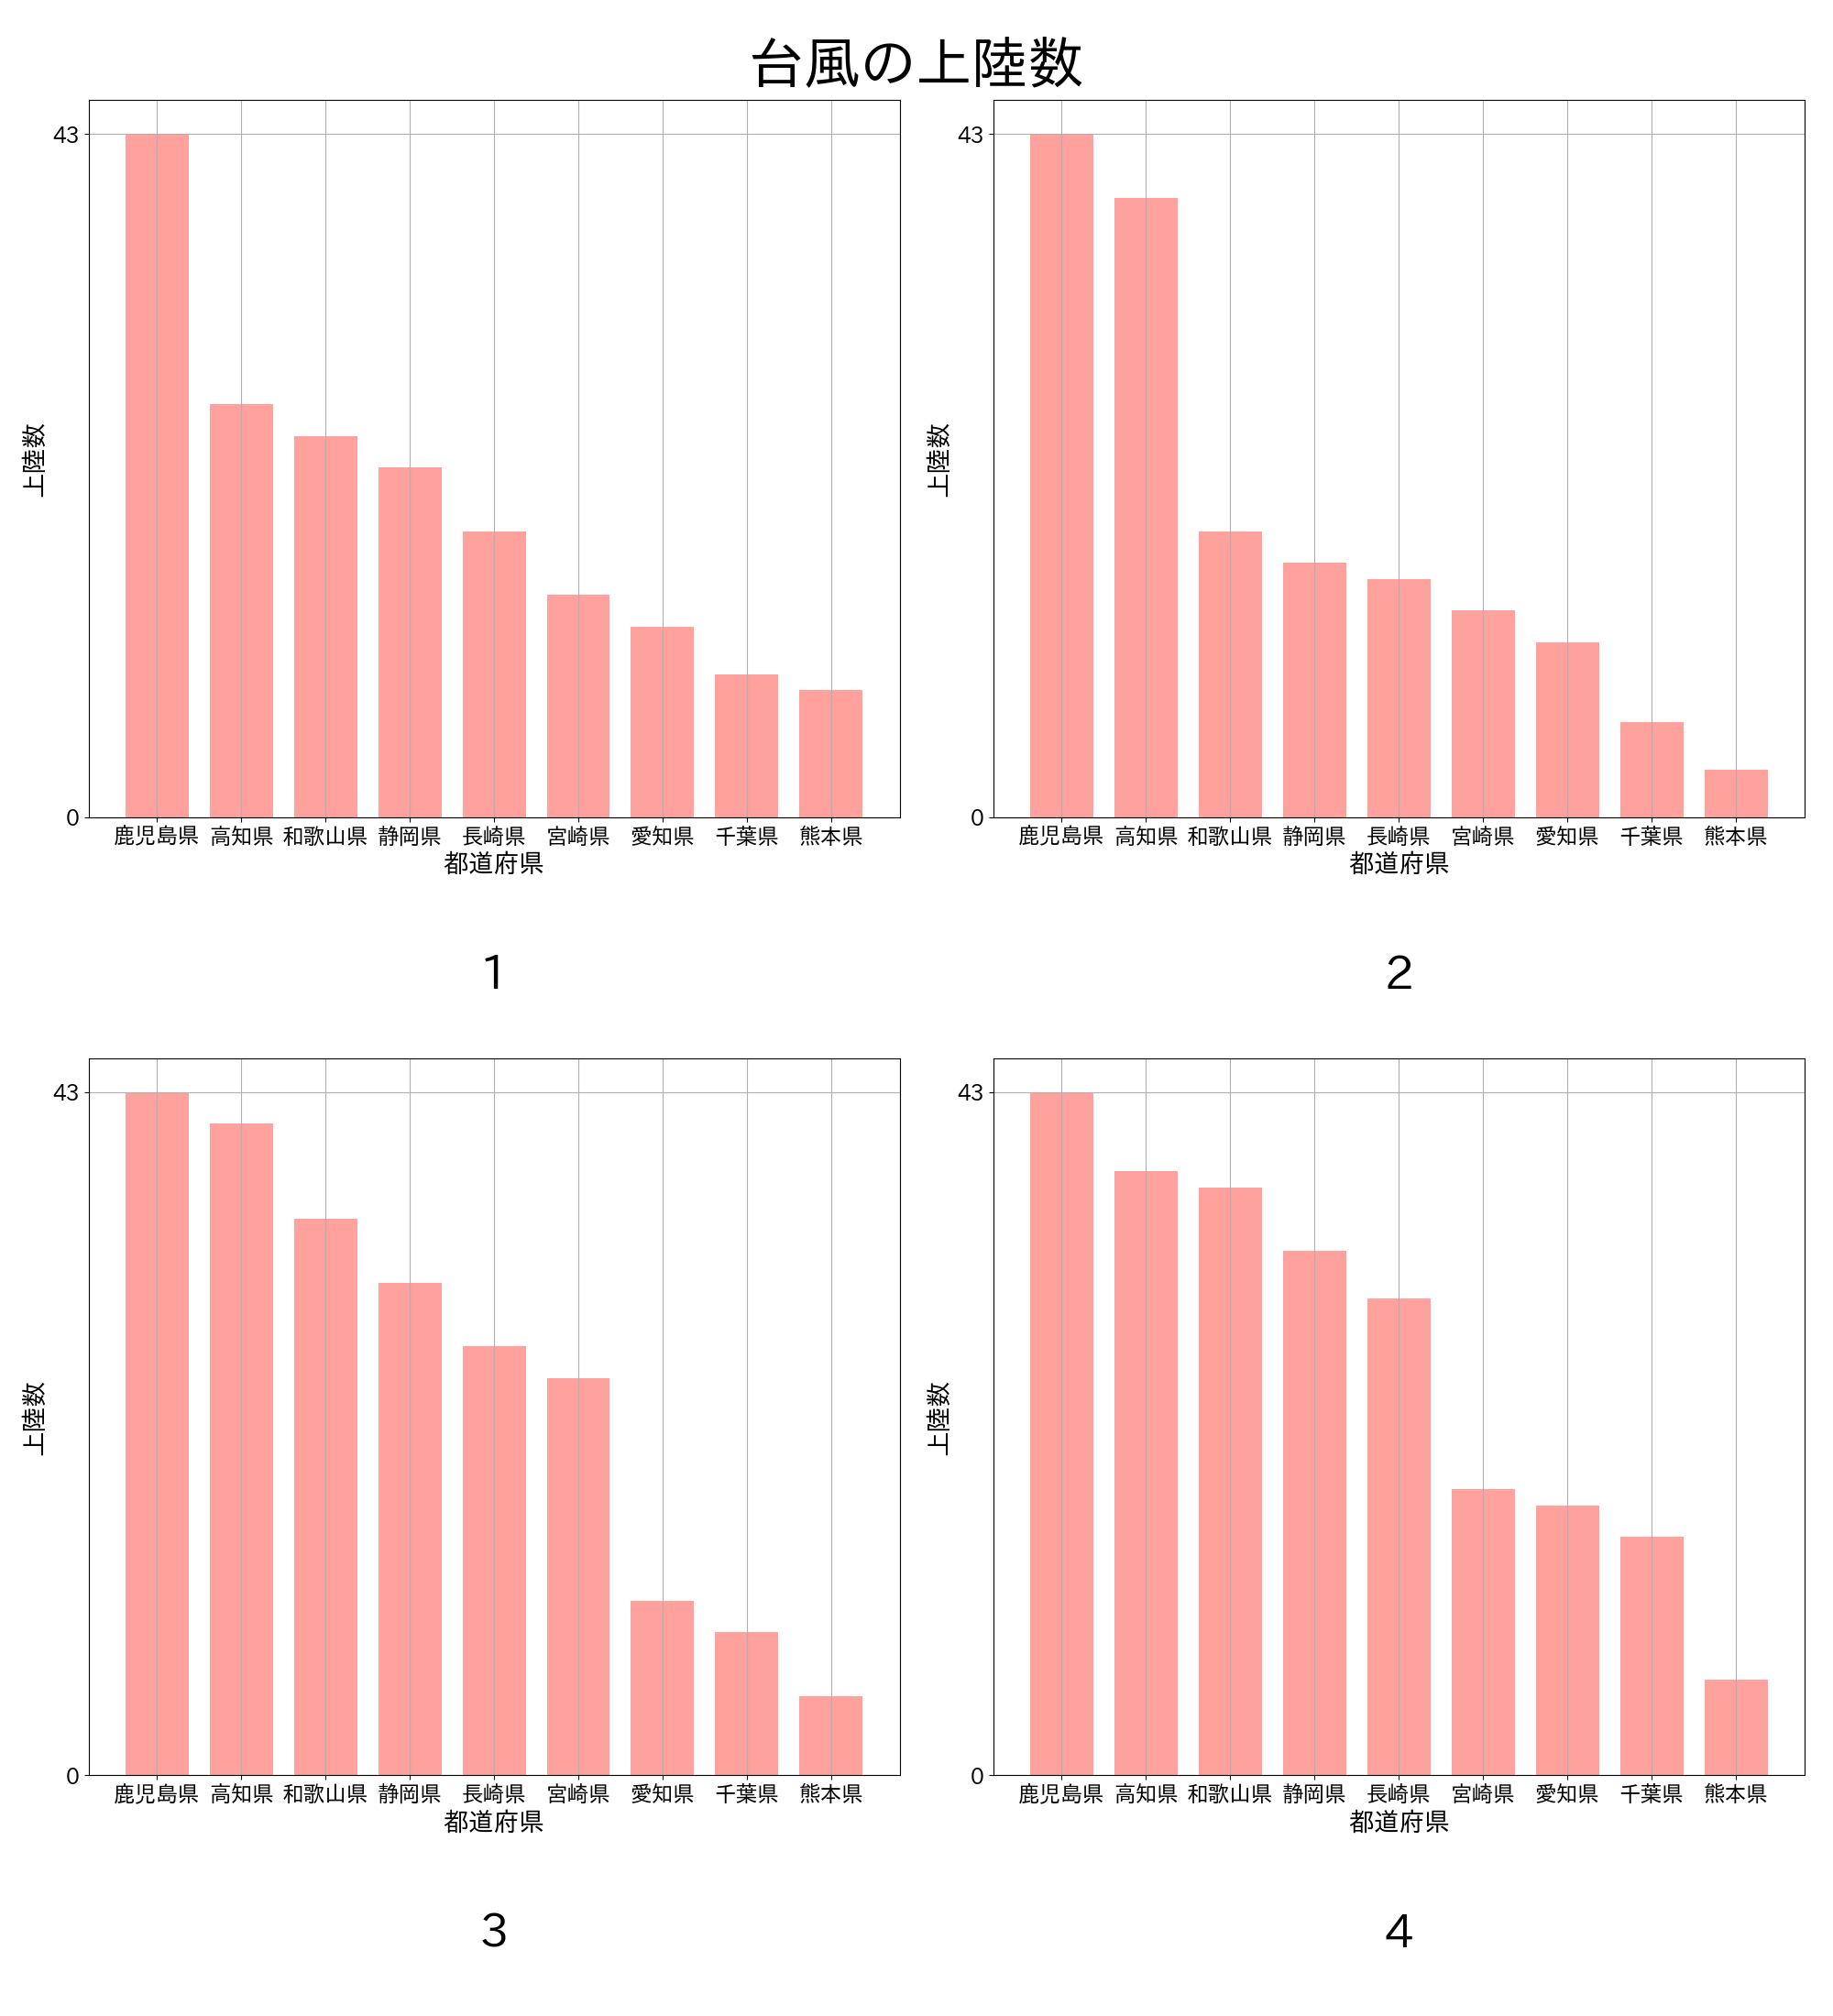 台風の上陸数
43
0
上陸数
鹿児島県 高知県 和歌山県 静岡県 長崎県 宮崎県 愛知県 千葉県 熊本県
都道府県
1
43
0
上陸数
鹿児島県 高知県 和歌山県 静岡県 長崎県 宮崎県 愛知県 千葉県 熊本県
都道府県
2
43
0
上陸数
鹿児島県 高知県 和歌山県 静岡県 長崎県 宮崎県 愛知県 千葉県 熊本県
都道府県
3
43
0
上陸数
鹿児島県 高知県 和歌山県 静岡県 長崎県 宮崎県 愛知県 千葉県 熊本県
都道府県
4